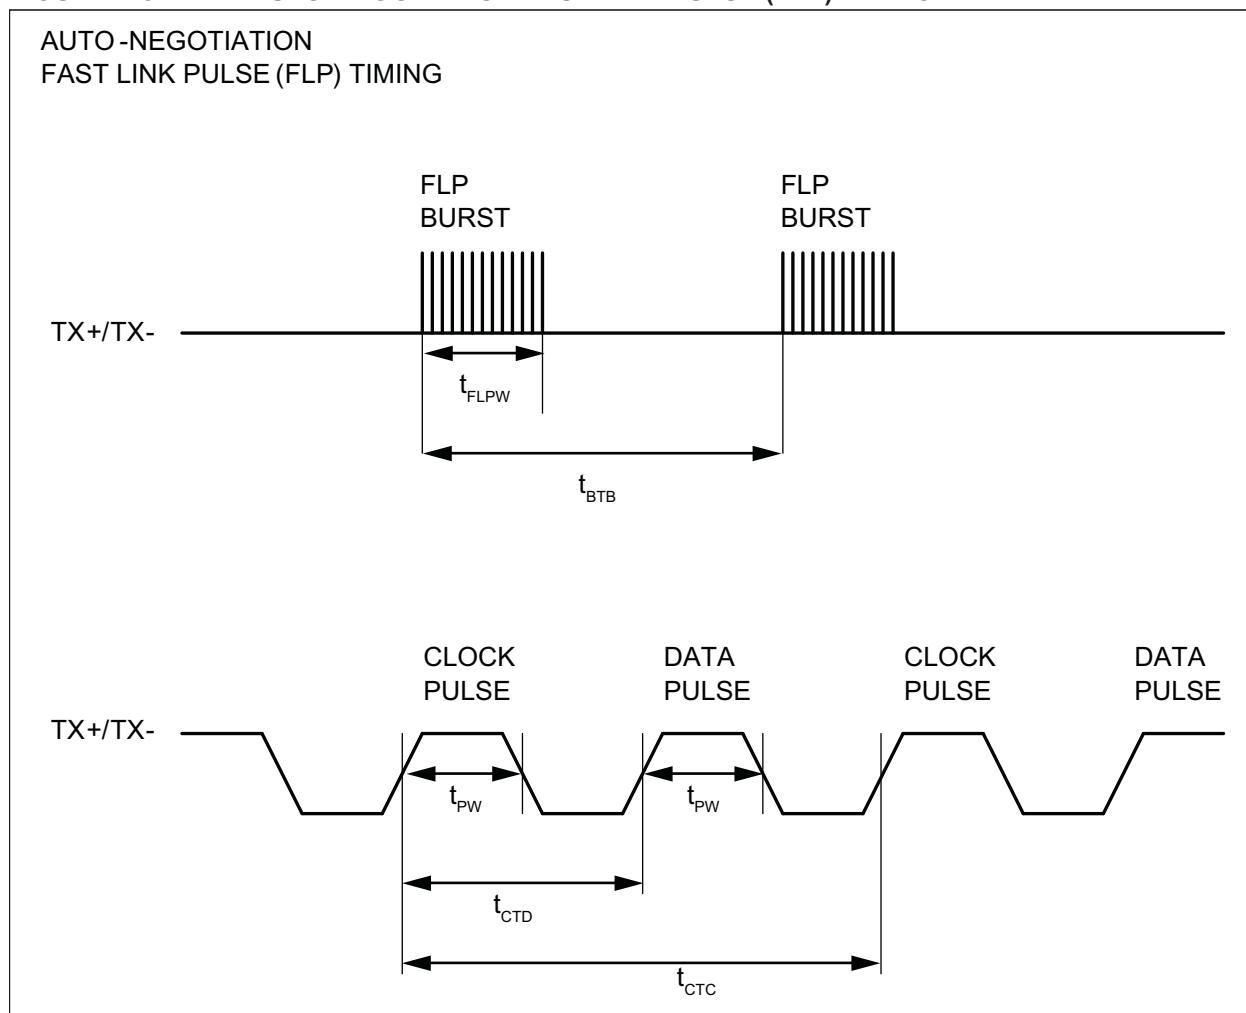 AUTO-NEGOTIATION
FAST LINK PULSE (FLP) TIMING
FLP
BURST
FLP
BURST
TX+/TX-
tFLPW
tBTB
CLOCK
PULSE
DATA
PULSE
CLOCK
PULSE
DATA
PULSE
TX+/TX-
tPW
tPW
tCTD
tCTC